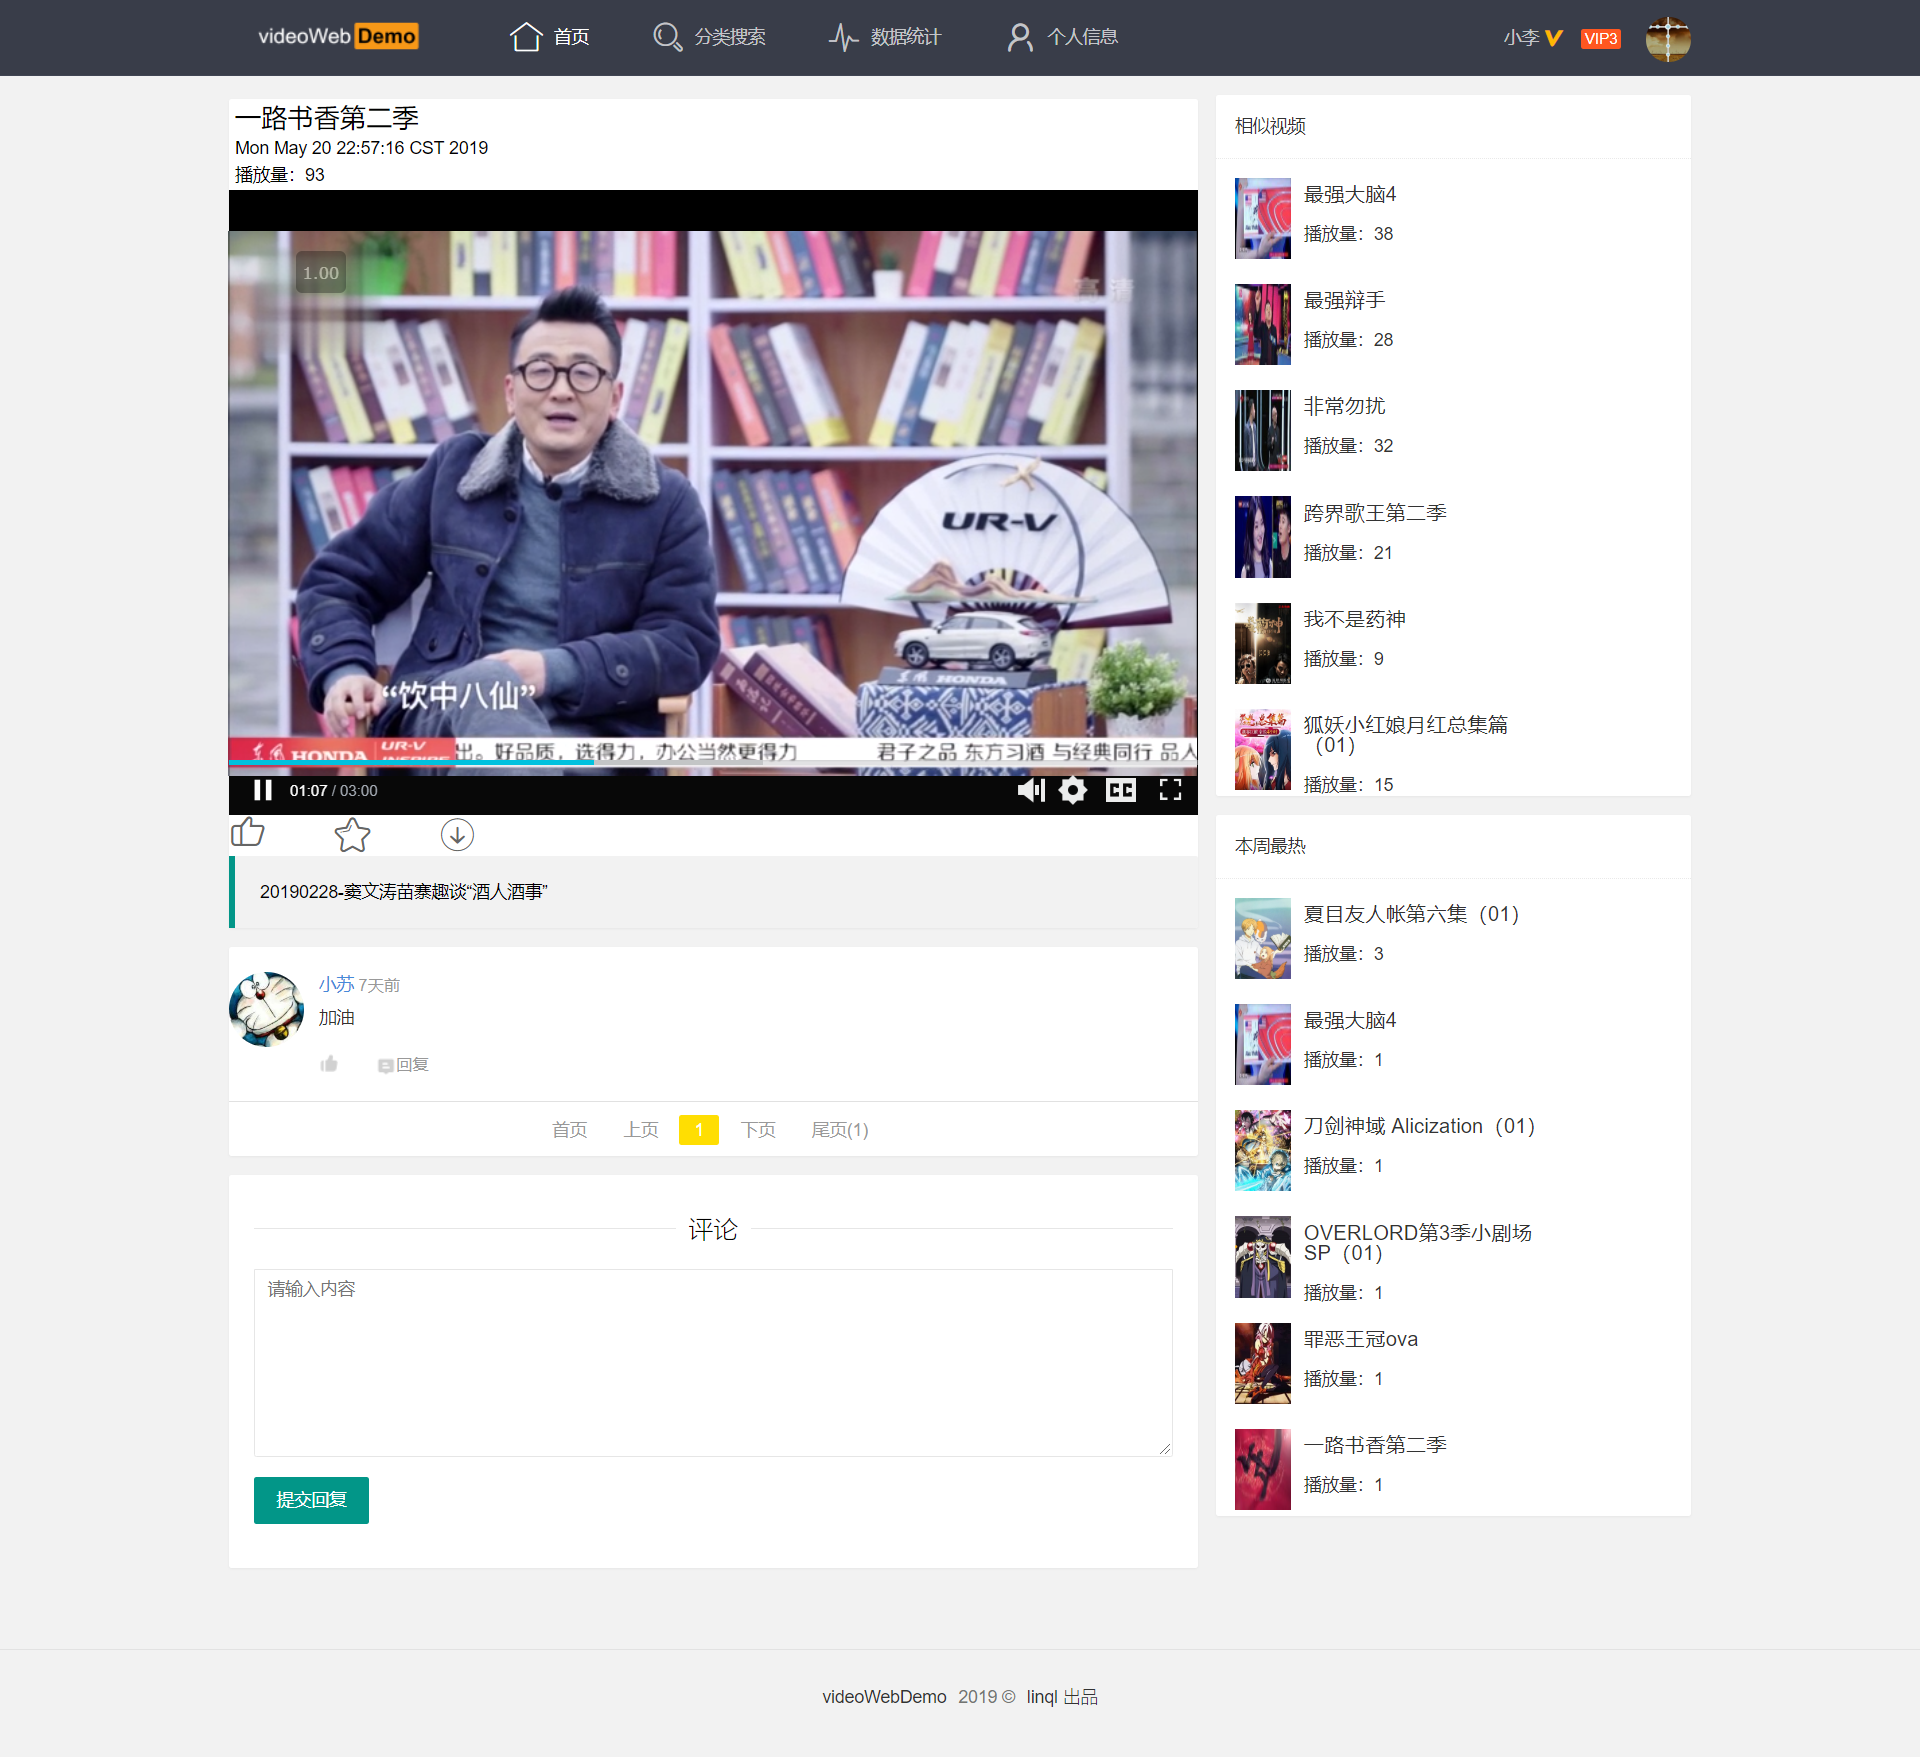 videoWeb Demo
首页
分类搜索
数据统计
个人信息
小李
VIP3
一路书香第二季
Mon May 20 22:57:16 CST 2019
播放量：93
1.00
高清
UR-V
HONDA
“饮中八仙”
HONDA UR-V
出。好品质，选得力，办公当然更得力 君子之品 东方习酒 与经典同行 品人
01:07 / 03:00
CC
20190228-窦文涛苗寨趣谈“酒人酒事”
小苏 7天前
加油
回复
首页 上页 1 下页 尾页(1)
评论
请输入内容
提交回复
相似视频
最强大脑4
播放量：38
最强辩手
播放量：28
非常勿扰
播放量：32
跨界歌王第二季
播放量：21
我不是药神
播放量：9
狐妖小红娘月红总集篇
（01）
播放量：15
本周最热
夏目友人帐第六集（01）
播放量：3
最强大脑4
播放量：1
刀剑神域 Alicization（01）
播放量：1
OVERLORD第3季小剧场
SP（01）
播放量：1
罪恶王冠ova
播放量：1
一路书香第二季
播放量：1
videoWebDemo 2019 © linql 出品